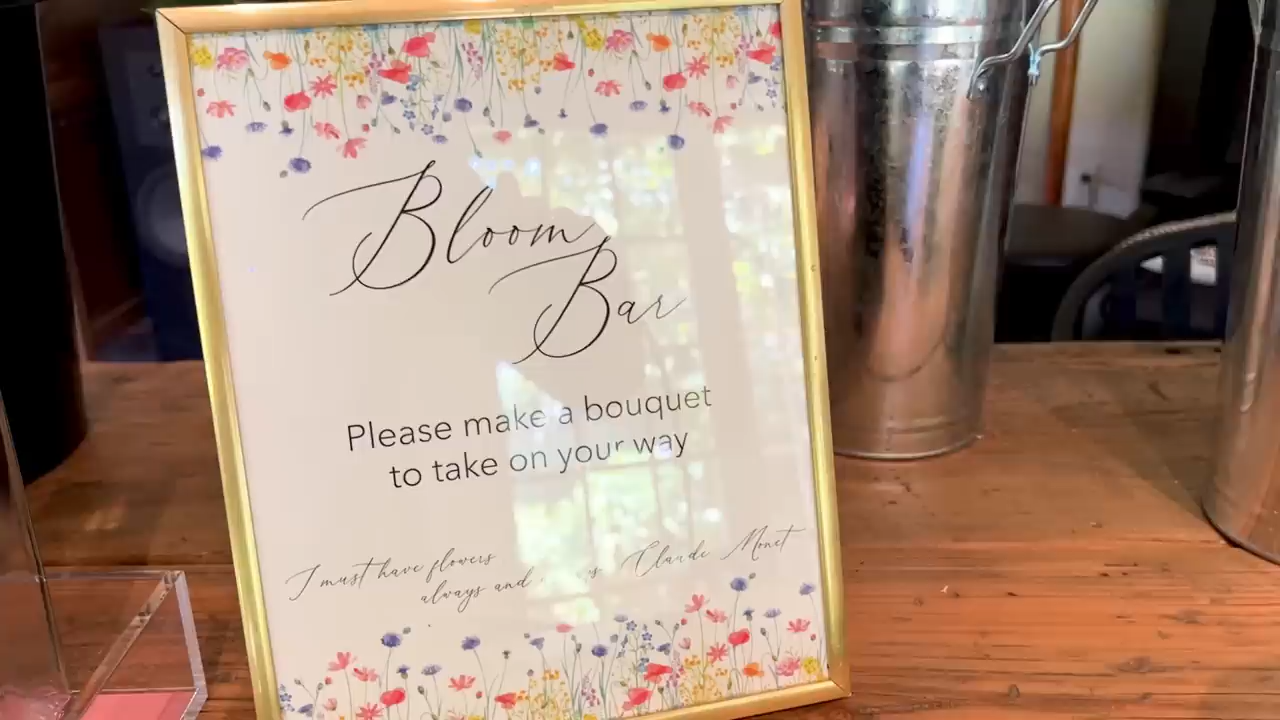 Bloom
Bar
Please make a bouquet
to take on your way
I must have flowers
always and
Claude Monet